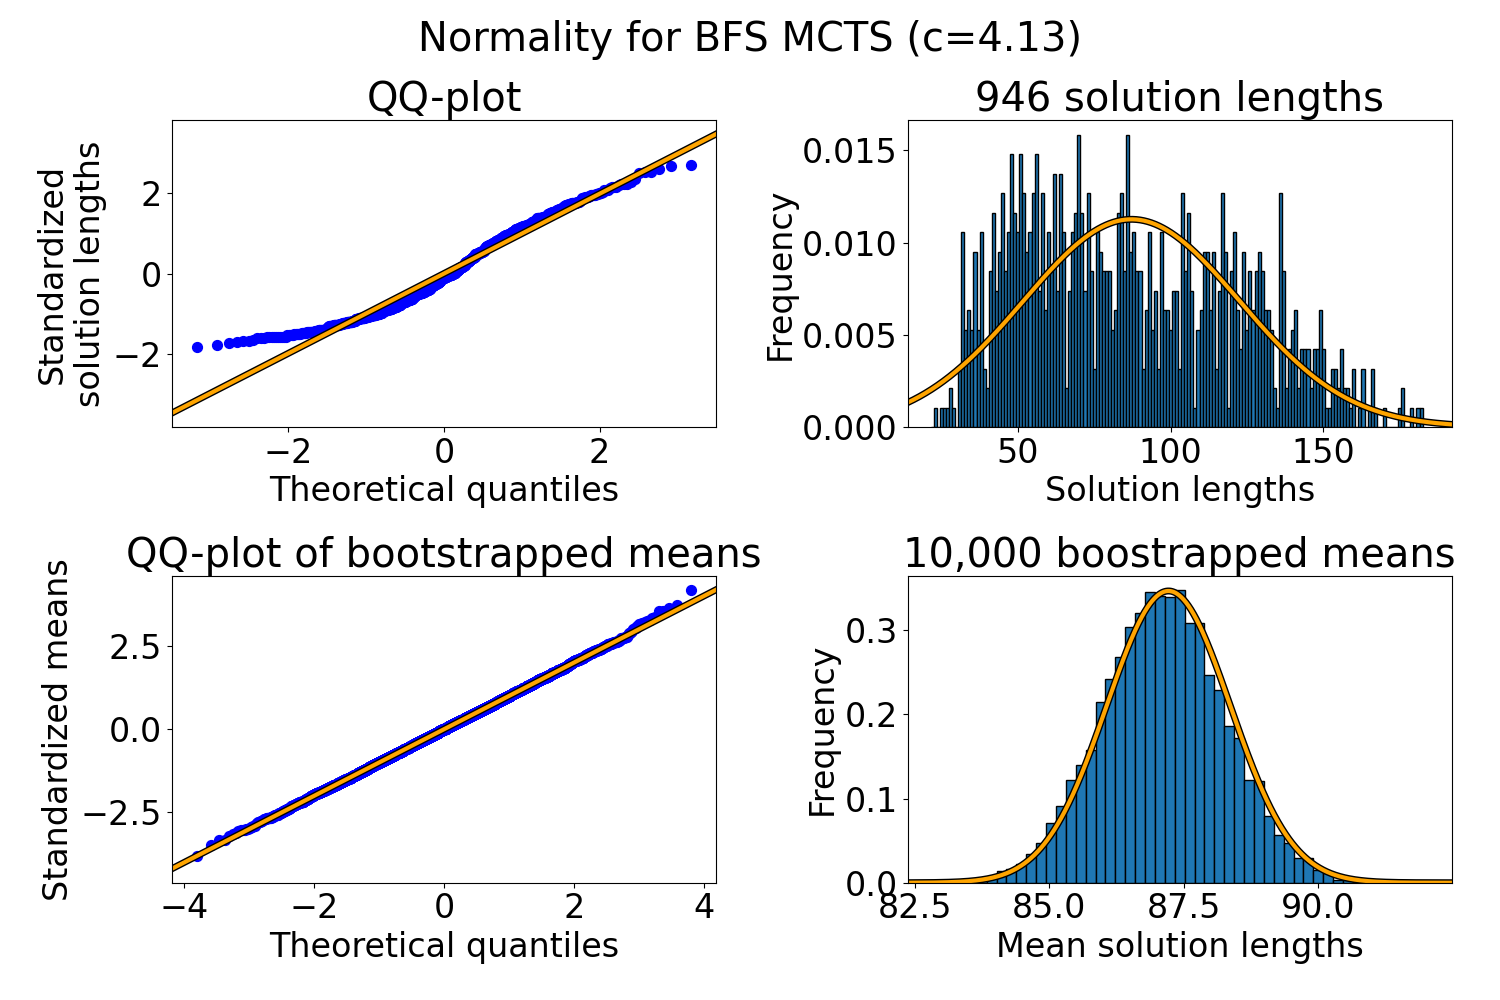 Normality for BFS MCTS (c=4.13)
QQ-plot
Standardized
solution lengths
2
0
−2
−2
0
2
Theoretical quantiles
946 solution lengths
Frequency
0.015
0.010
0.005
0.000
50
100
150
Solution lengths
QQ-plot of bootstrapped means
Standardized means
2.5
0.0
−2.5
−4
−2
0
2
4
Theoretical quantiles
10,000 boostrapped means
Frequency
0.3
0.2
0.1
0.0
82.5
85.0
87.5
90.0
Mean solution lengths